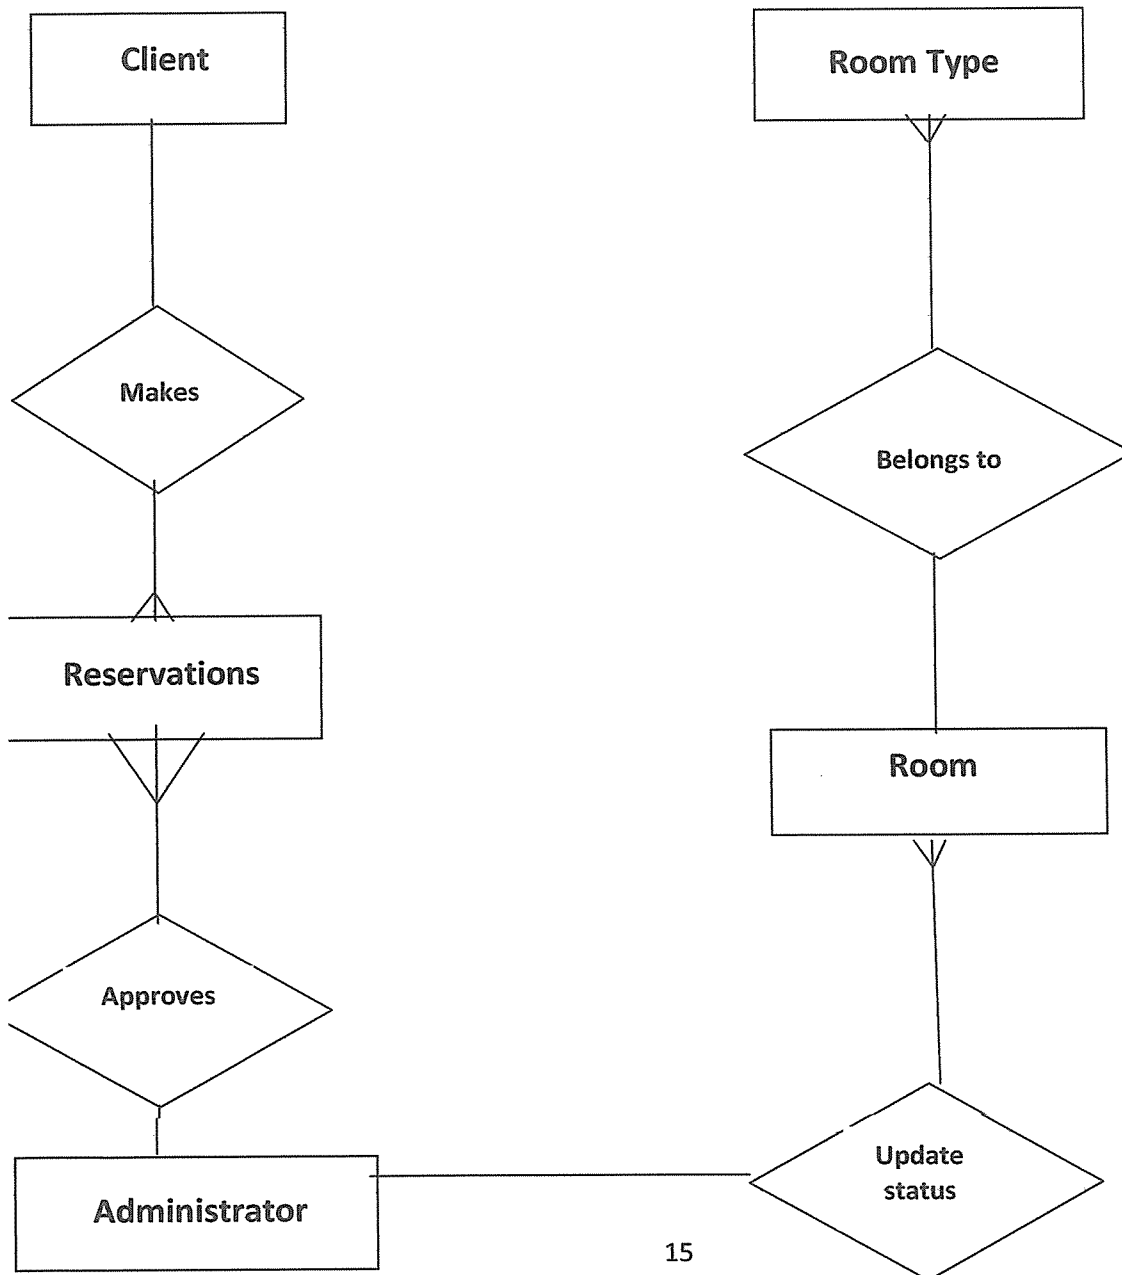 Client
Room Type
Makes
Belongs to
Reservations
Room
Approves
Update
status
Administrator
15